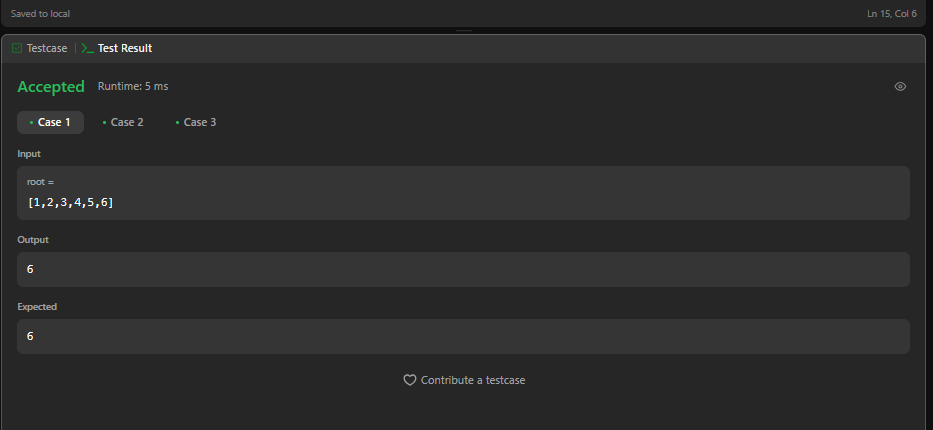 Saved to local
Ln 15, Col 6
Testcase
Test Result
Accepted
Runtime: 5 ms
Case 1
Case 2
Case 3
Input
root =
[1,2,3,4,5,6]
Output
6
Expected
6
Contribute a testcase